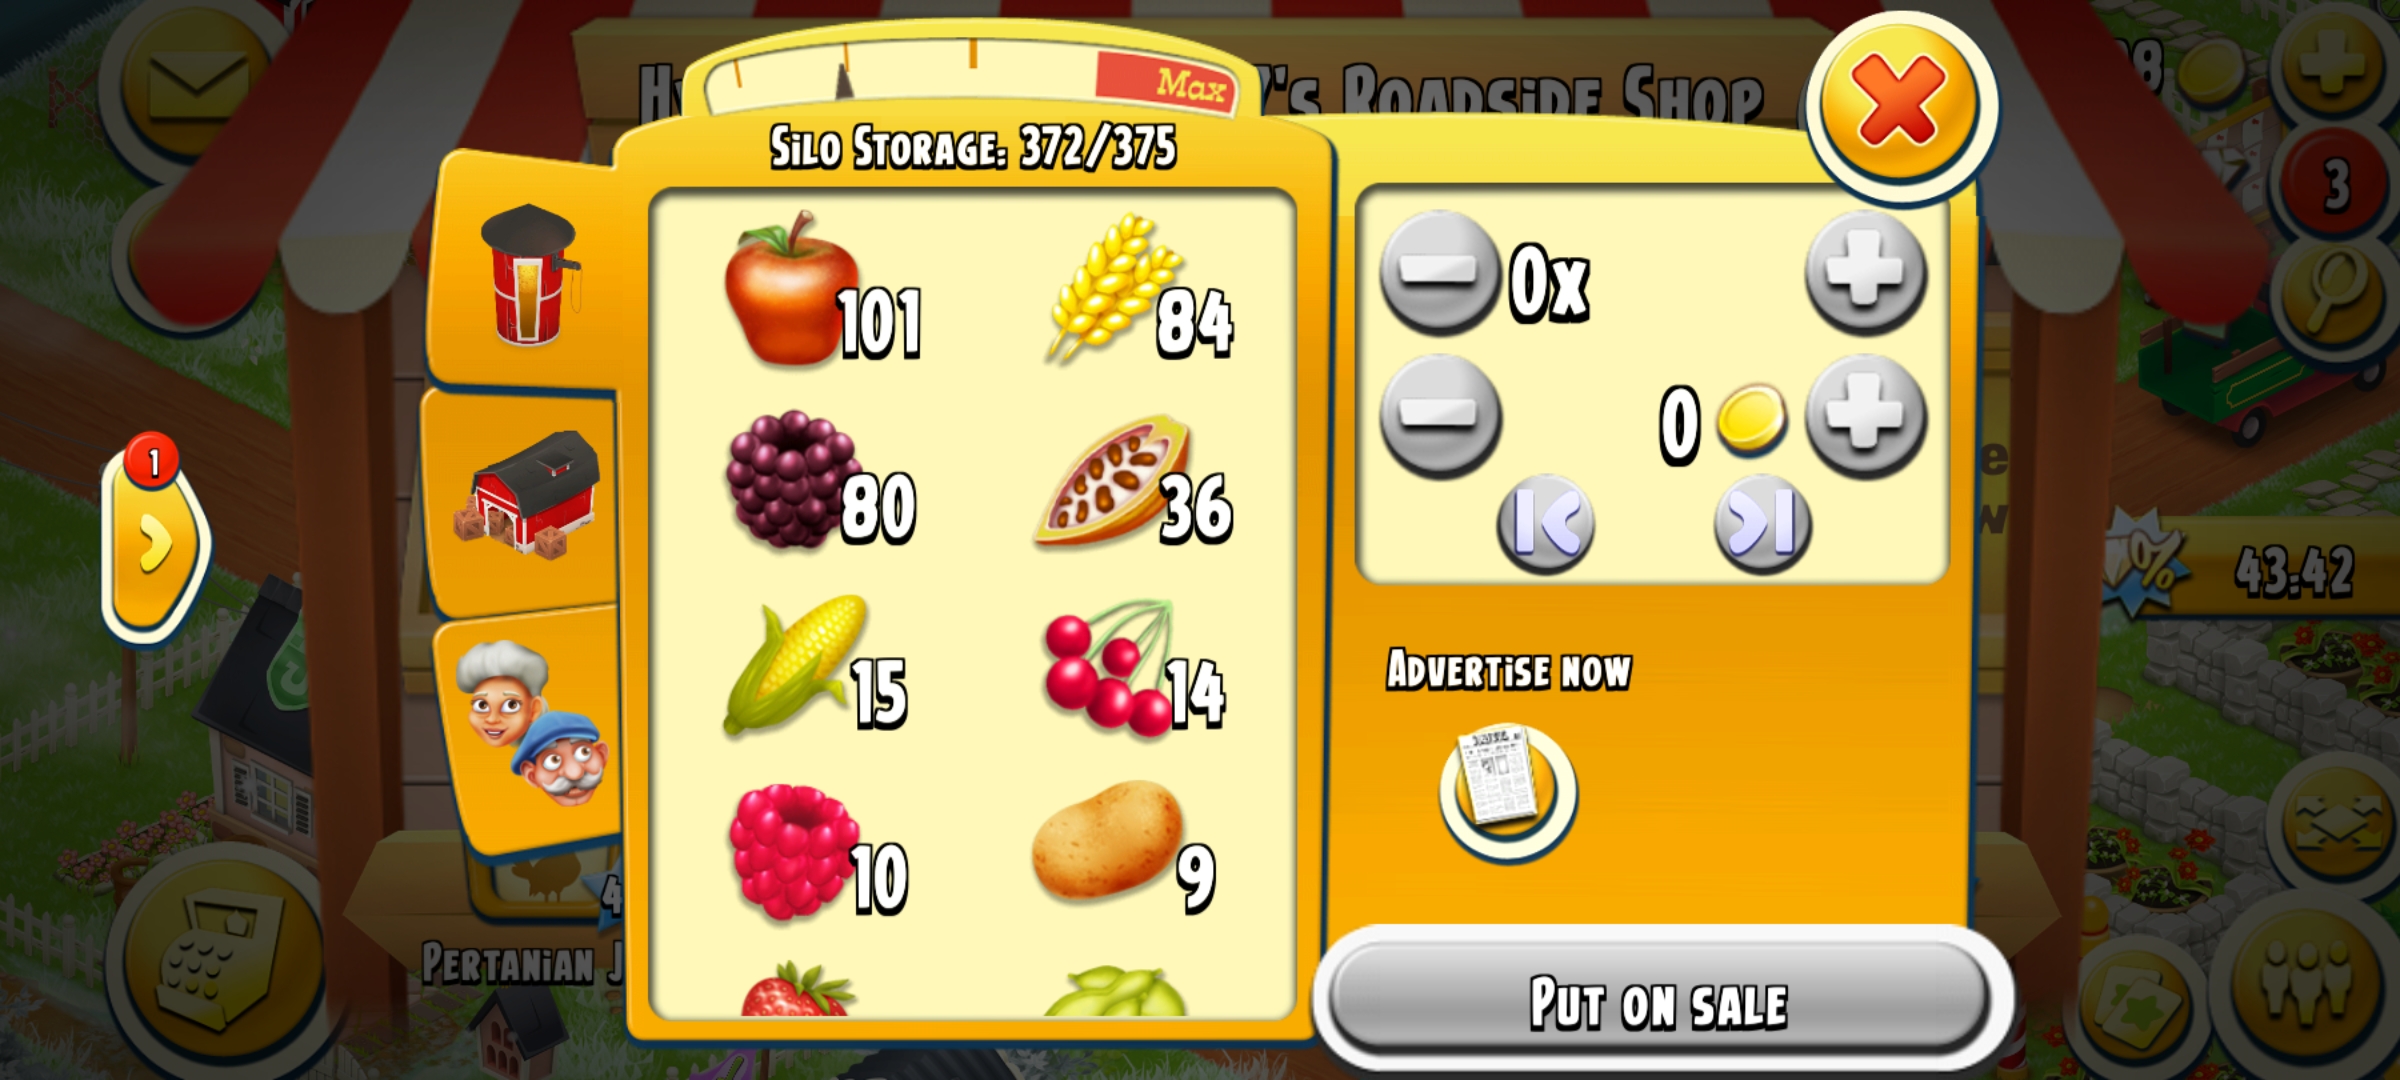 Max
'S ROADSIDE SHOP
SILO STORAGE: 372/375
3
101
84
0x
80
36
0
1
15
14
43:42
ADVERTISE NOW
10
9
PERTANIAN
PUT ON SALE